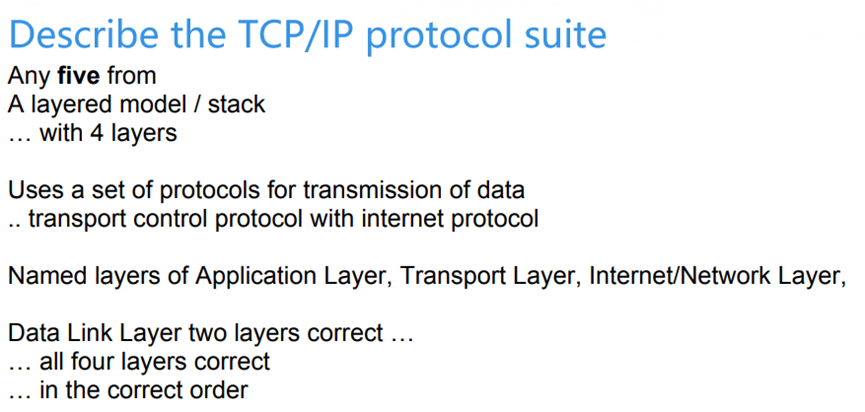 Describe the TCP/IP protocol suite
Any five from
A layered model / stack
… with 4 layers
Uses a set of protocols for transmission of data
.. transport control protocol with internet protocol
Named layers of Application Layer, Transport Layer, Internet/Network Layer,
Data Link Layer two layers correct …
… all four layers correct
… in the correct order